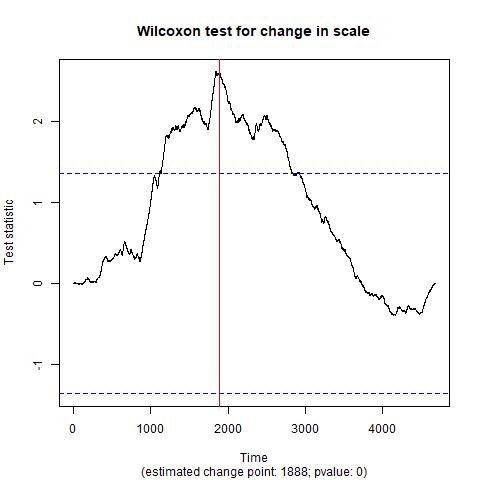 Wilcoxon test for change in scale
Test statistic
2
1
0
-1
0 1000 2000 3000 4000
Time
(estimated change point: 1888; pvalue: 0)